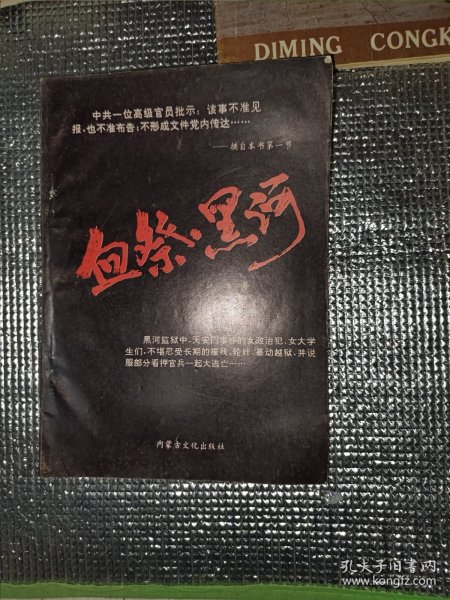 DIMING CONGK
中共一位高级官员批示：该事不准见
报，也不准布告；不形成文件党内传达……
——摘自本书第一节
血祭·黑河
黑河监狱中，天安门事件的女政治犯、女大学
生们，不堪忍受长期的摧残、轮奸，暴动越狱，并说
服部分看押官兵一起大逃亡……
内蒙古文化出版社
孔夫子旧书网
www.kongfz.com